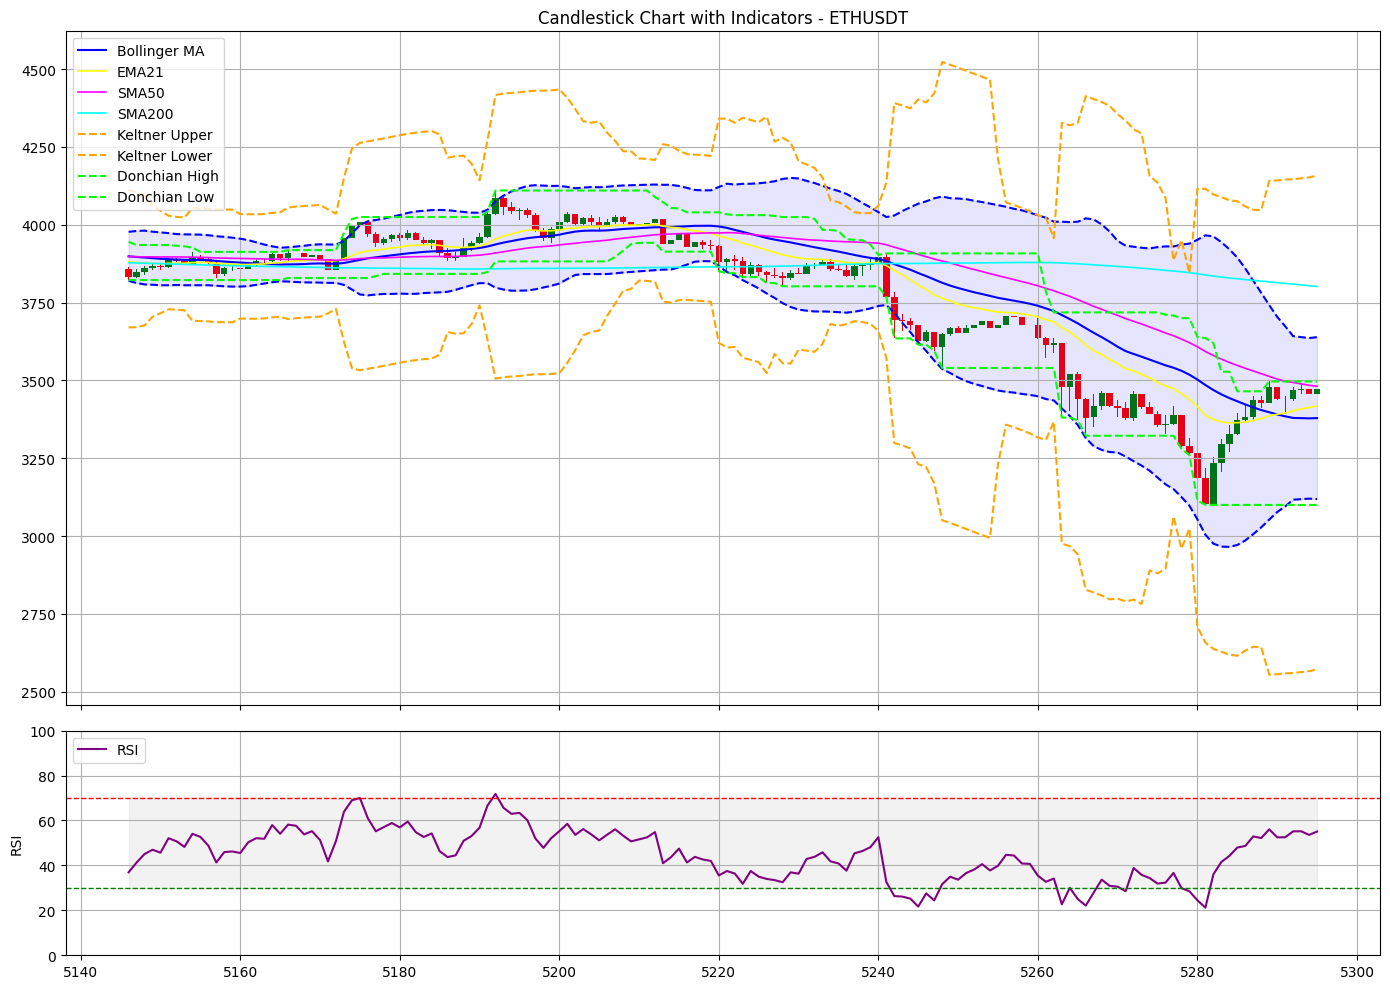 Candlestick Chart with Indicators - ETHUSDT
Bollinger MA
EMA21
SMA50
SMA200
Keltner Upper
Keltner Lower
Donchian High
Donchian Low
4500
4250
4000
3750
3500
3250
3000
2750
2500
RSI
RSI
100
80
60
40
20
0
5140
5160
5180
5200
5220
5240
5260
5280
5300